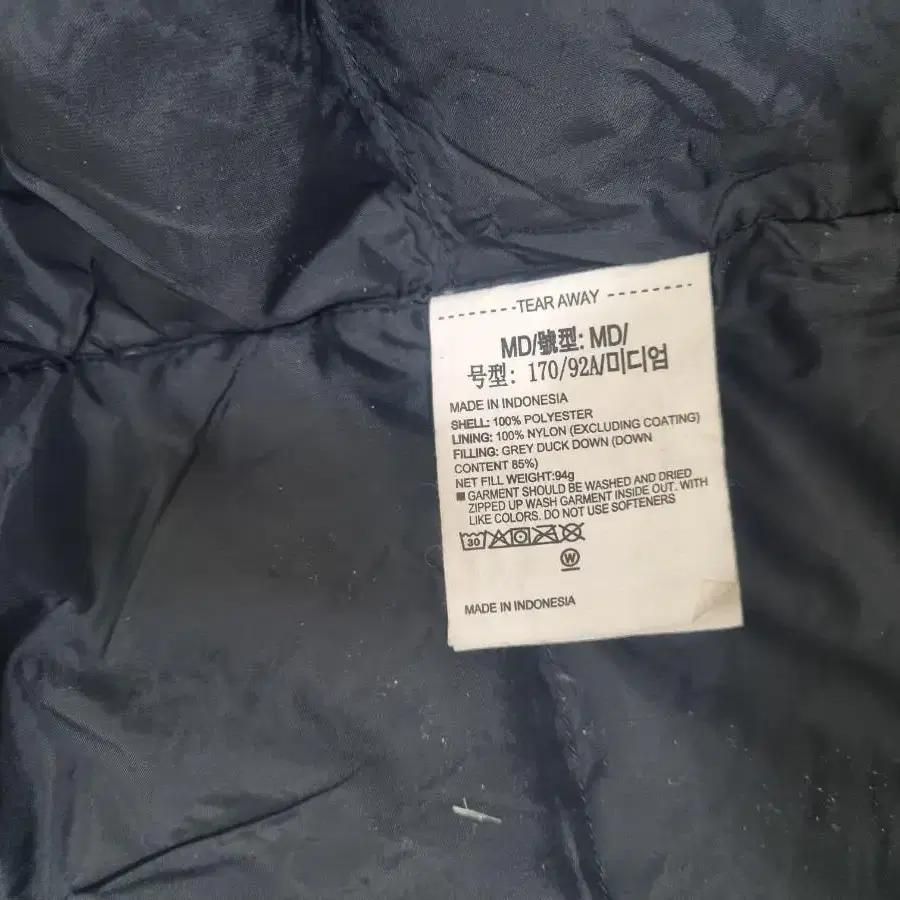 TEAR AWAY
MD/號型: MD/
号型: 170/92A/미디엄
MADE IN INDONESIA
SHELL: 100% POLYESTER
LINING: 100% NYLON (EXCLUDING COATING)
FILLING: GREY DUCK DOWN (DOWN
CONTENT 85%)
NET FILL WEIGHT:94g
GARMENT SHOULD BE WASHED AND DRIED
ZIPPED UP WASH GARMENT INSIDE OUT. WITH
LIKE COLORS. DO NOT USE SOFTENERS
30
W
MADE IN INDONESIA